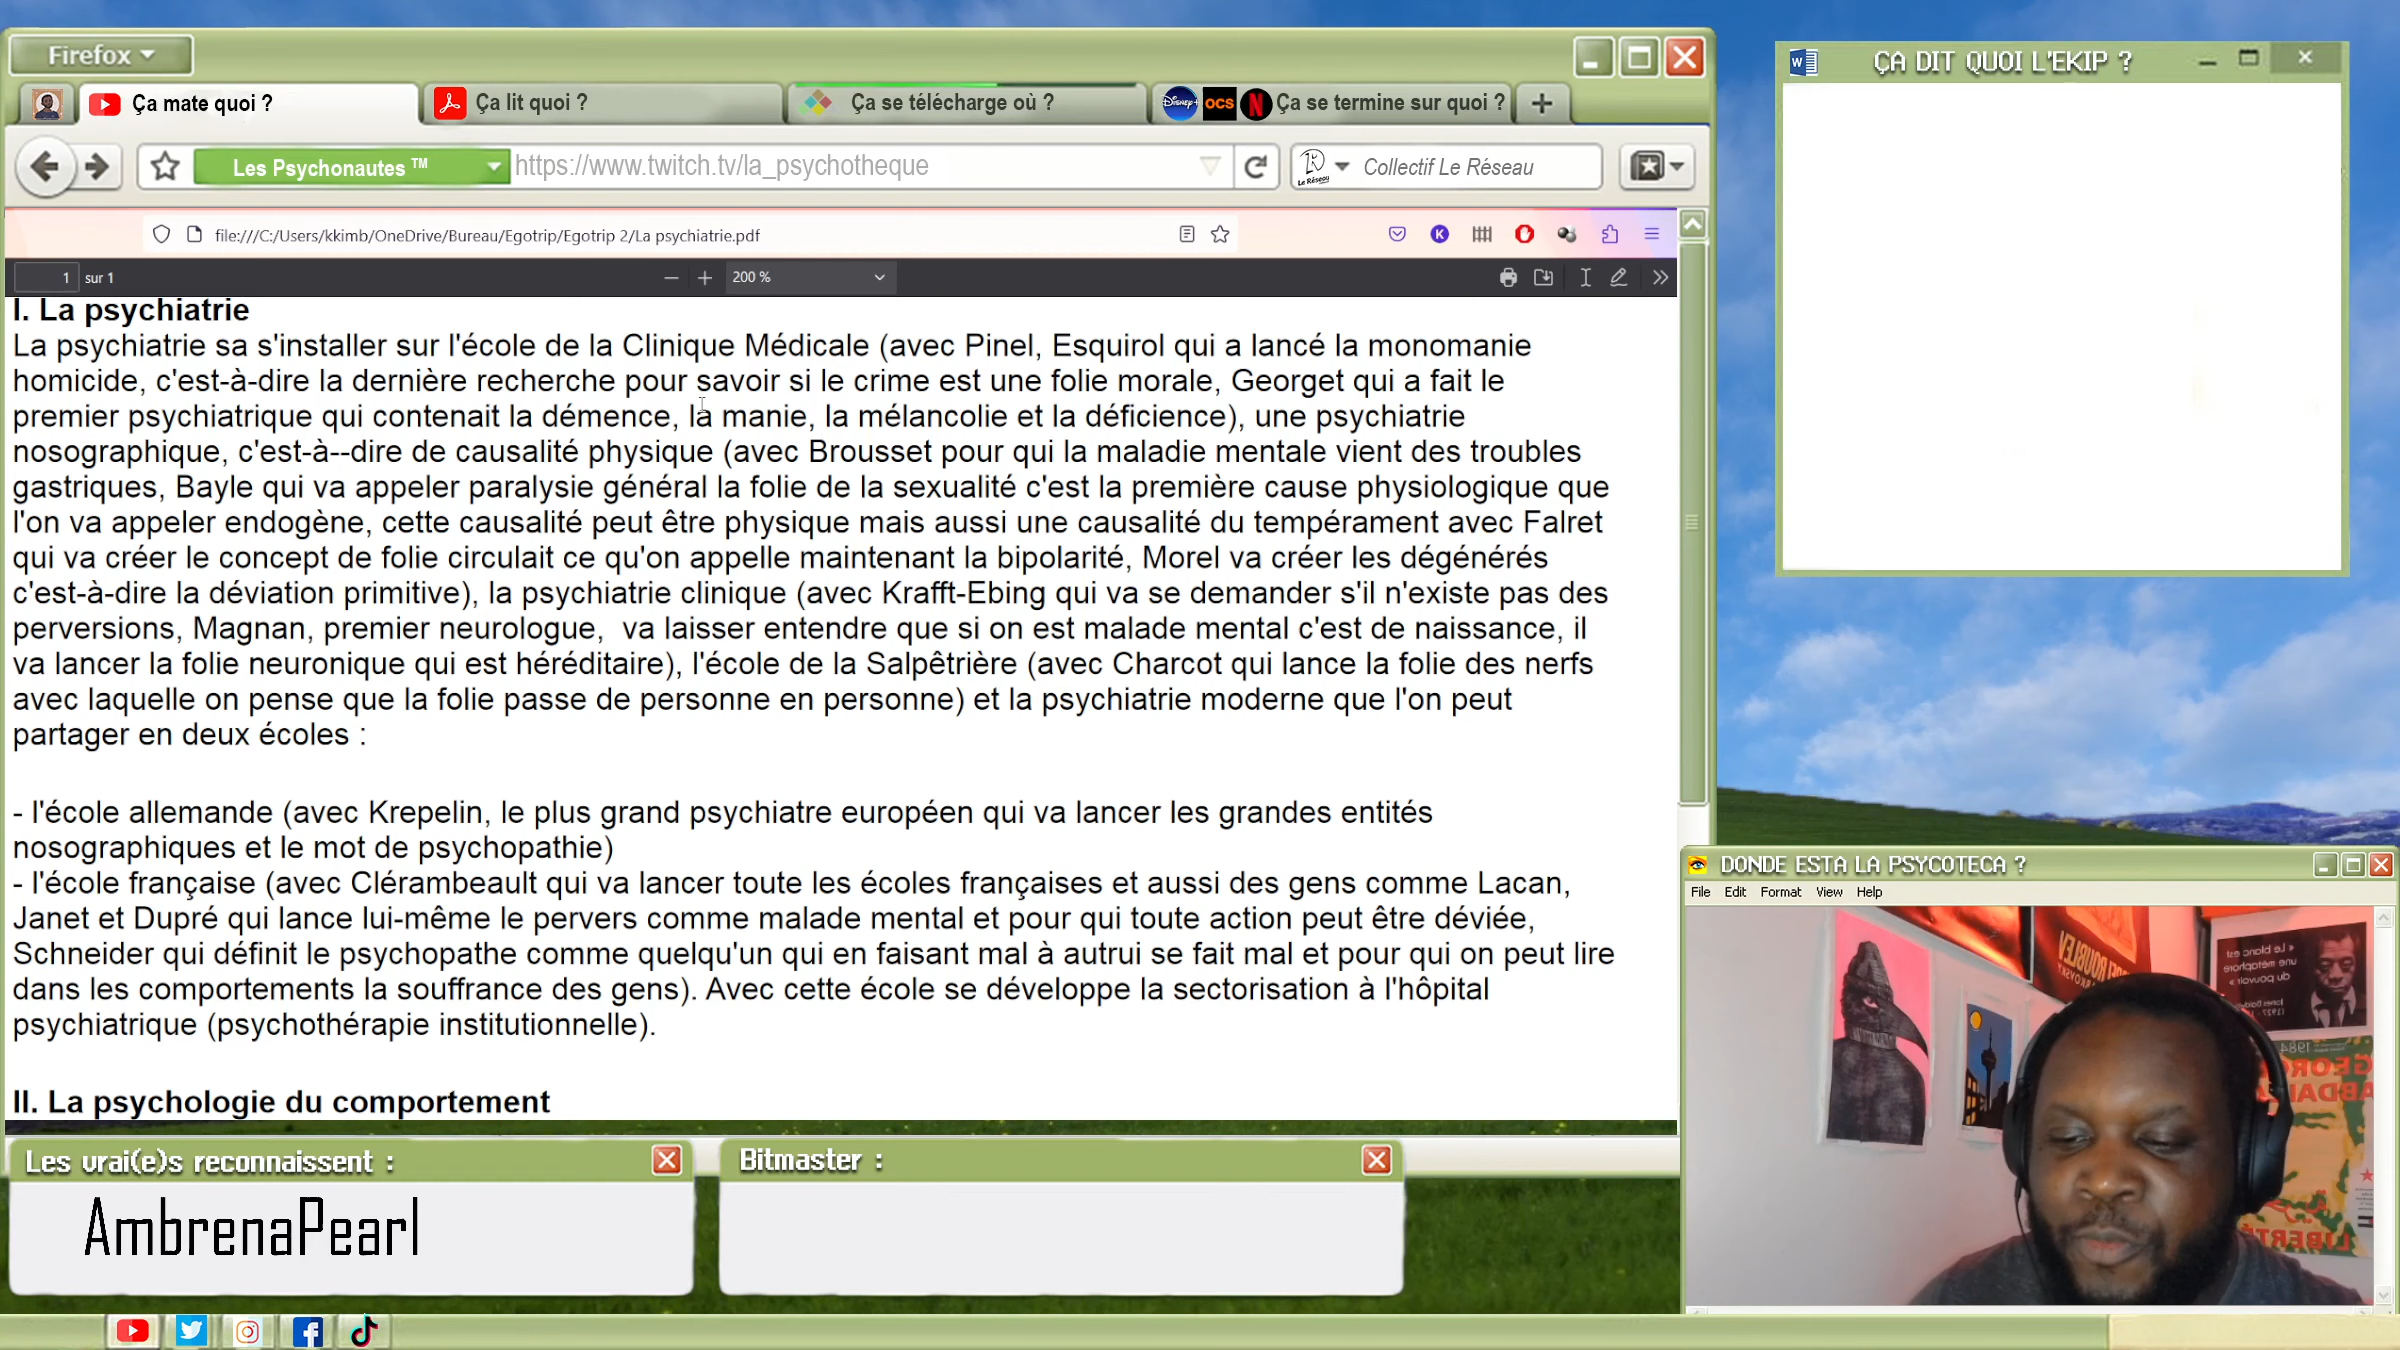 Firefox
Ça mate quoi ?
Ça lit quoi ?
Ça se télécharge où ?
Disney+ OCS N Ça se termine sur quoi ?
Les Psychonautes ™
https://www.twitch.tv/la_psychotheque
Le Réseau
Collectif Le Réseau
file:///C:/Users/kkimb/OneDrive/Bureau/Egotrip/Egotrip 2/La psychiatrie.pdf
K
1 sur 1
200 %
I. La psychiatrie
La psychiatrie sa s'installer sur l'école de la Clinique Médicale (avec Pinel, Esquirol qui a lancé la monomanie
homicide, c'est-à-dire la dernière recherche pour savoir si le crime est une folie morale, Georget qui a fait le
premier psychiatrique qui contenait la démence, la manie, la mélancolie et la déficience), une psychiatrie
nosographique, c'est-à--dire de causalité physique (avec Brousset pour qui la maladie mentale vient des troubles
gastriques, Bayle qui va appeler paralysie général la folie de la sexualité c'est la première cause physiologique que
l'on va appeler endogène, cette causalité peut être physique mais aussi une causalité du tempérament avec Falret
qui va créer le concept de folie circulait ce qu'on appelle maintenant la bipolarité, Morel va créer les dégénérés
c'est-à-dire la déviation primitive), la psychiatrie clinique (avec Krafft-Ebing qui va se demander s'il n'existe pas des
perversions, Magnan, premier neurologue,  va laisser entendre que si on est malade mental c'est de naissance, il
va lancer la folie neuronique qui est héréditaire), l'école de la Salpêtrière (avec Charcot qui lance la folie des nerfs
avec laquelle on pense que la folie passe de personne en personne) et la psychiatrie moderne que l'on peut
partager en deux écoles :
- l'école allemande (avec Krepelin, le plus grand psychiatre européen qui va lancer les grandes entités
nosographiques et le mot de psychopathie)
- l'école française (avec Clérambeault qui va lancer toute les écoles françaises et aussi des gens comme Lacan,
Janet et Dupré qui lance lui-même le pervers comme malade mental et pour qui toute action peut être déviée,
Schneider qui définit le psychopathe comme quelqu'un qui en faisant mal à autrui se fait mal et pour qui on peut lire
dans les comportements la souffrance des gens). Avec cette école se développe la sectorisation à l'hôpital
psychiatrique (psychothérapie institutionnelle).
II. La psychologie du comportement
ÇA DIT QUOI L'EKIP ?
DONDE ESTA LA PSYCOTECA ?
File Edit Format View Help
« Le blanc est
une métaphore
du pouvoir »
1984
LIBERTÉ
Les vrai(e)s reconnaissent :
AmbrenaPearl
Bitmaster :